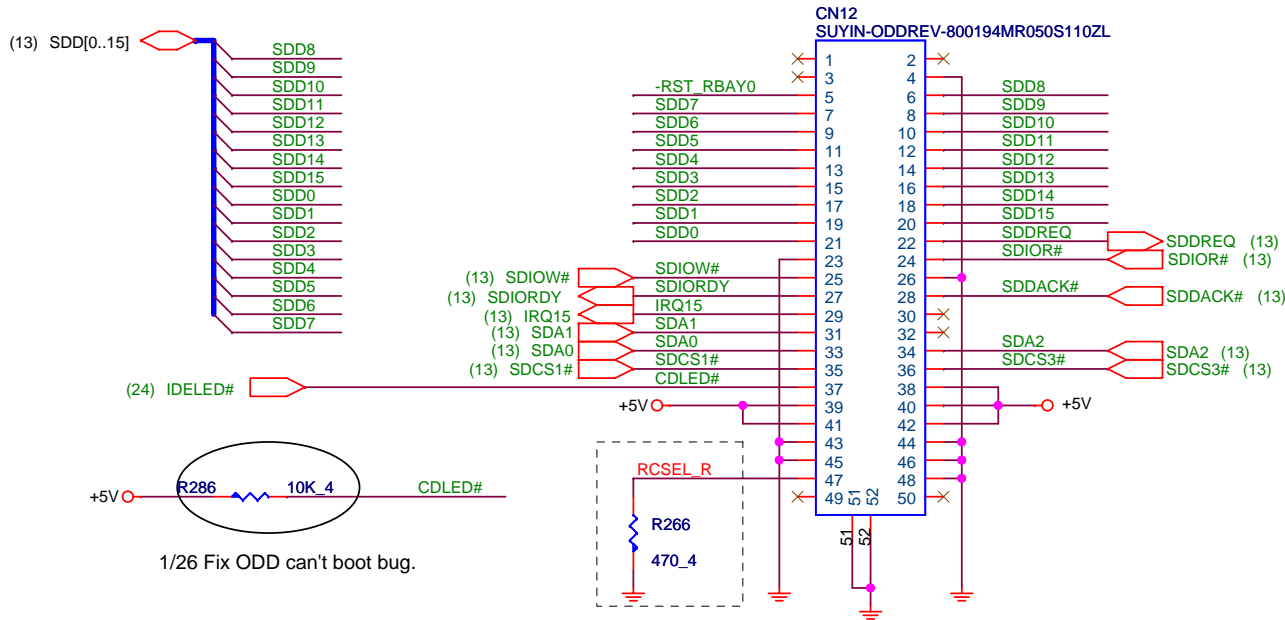 CN12
SUYIN-ODDREV-800194MR050S110ZL
(13) SDD[0..15]
SDD8
SDD9
SDD10
SDD11
SDD12
SDD13
SDD14
SDD15
SDD0
SDD1
SDD2
SDD3
SDD4
SDD5
SDD6
SDD7
1 2
3 4
-RST_RBAY0 5 6 SDD8
SDD7 7 8 SDD9
SDD6 9 10 SDD10
SDD5 11 12 SDD11
SDD4 13 14 SDD12
SDD3 15 16 SDD13
SDD2 17 18 SDD14
SDD1 19 20 SDD15
SDD0 21 22 SDDREQ SDDREQ (13)
23 24 SDIOR# SDIOR# (13)
(13) SDIOW# SDIOW# 25 26
(13) SDIORDY SDIORDY 27 28 SDDACK# SDDACK# (13)
(13) IRQ15 IRQ15 29 30
(13) SDA1 SDA1 31 32
(13) SDA0 SDA0 33 34 SDA2 SDA2 (13)
(13) SDCS1# SDCS1# 35 36 SDCS3# SDCS3# (13)
(24) IDELED# CDLED# 37 38
+5V 39 40 +5V
41 42
43 44
45 46
RCSEL_R 47 48
49 51 52 50
51 52
R266
470_4
+5V R286 10K_4 CDLED#
1/26 Fix ODD can't boot bug.